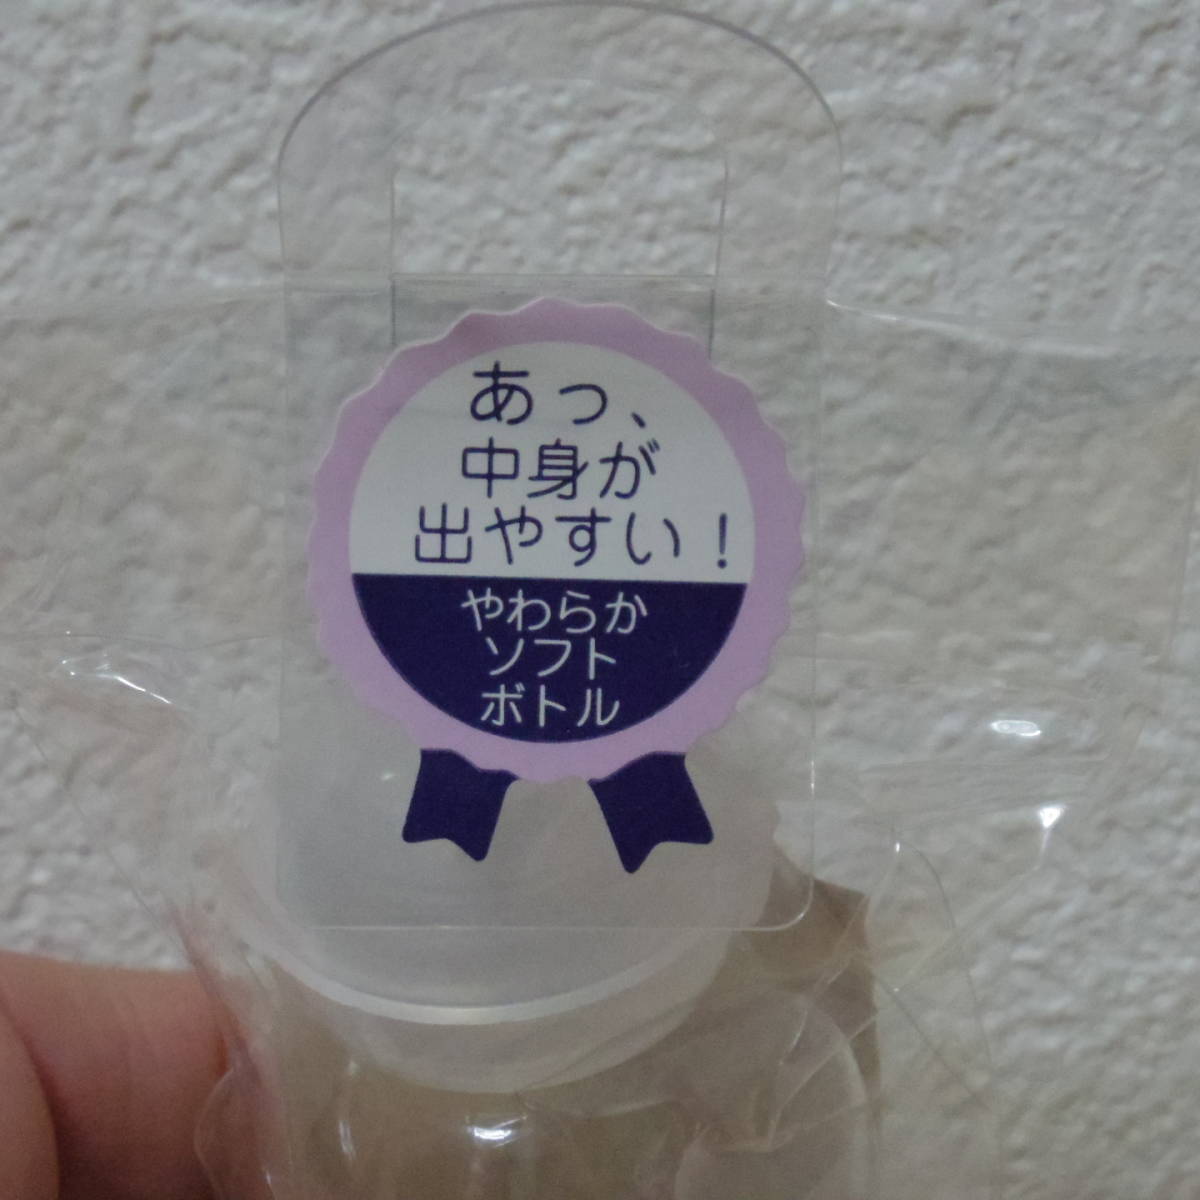 あっ、
中身が
出やすい！
やわらか
ソフト
ボトル